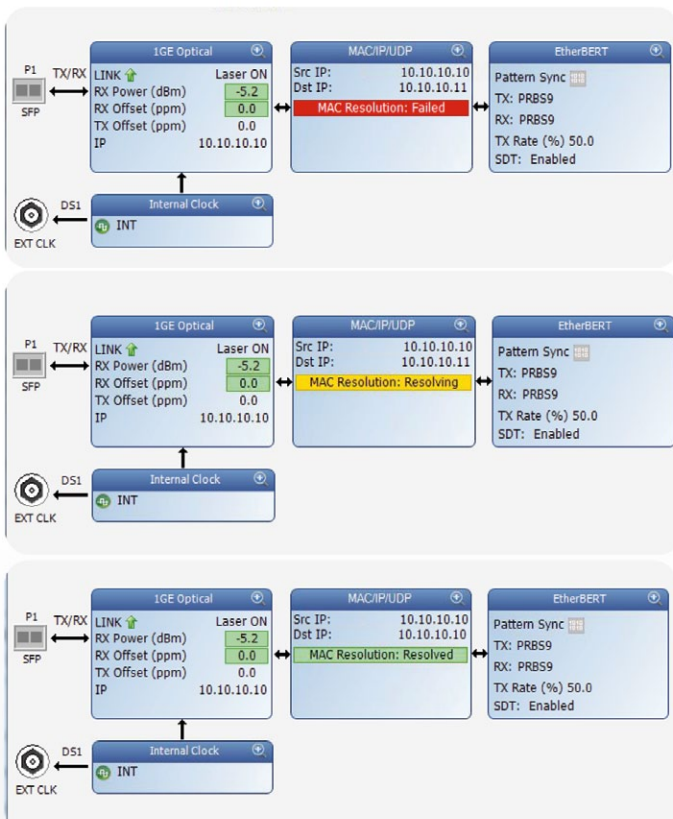 1GE Optical
MAC/IP/UDP
EtherBERT
P1
TX/RX
SFP
LINK
Laser ON
RX Power (dBm)
-5.2
RX Offset (ppm)
0.0
TX Offset (ppm)
0.0
IP
10.10.10.10
Src IP:
10.10.10.10
Dst IP:
10.10.10.11
MAC Resolution: Failed
Pattern Sync
TX: PRBS9
RX: PRBS9
TX Rate (%) 50.0
SDT: Enabled
DS1
EXT CLK
Internal Clock
INT
1GE Optical
MAC/IP/UDP
EtherBERT
P1
TX/RX
SFP
LINK
Laser ON
RX Power (dBm)
-5.2
RX Offset (ppm)
0.0
TX Offset (ppm)
0.0
IP
10.10.10.10
Src IP:
10.10.10.10
Dst IP:
10.10.10.11
MAC Resolution: Resolving
Pattern Sync
TX: PRBS9
RX: PRBS9
TX Rate (%) 50.0
SDT: Enabled
DS1
EXT CLK
Internal Clock
INT
1GE Optical
MAC/IP/UDP
EtherBERT
P1
TX/RX
SFP
LINK
Laser ON
RX Power (dBm)
-5.2
RX Offset (ppm)
0.0
TX Offset (ppm)
0.0
IP
10.10.10.10
Src IP:
10.10.10.10
Dst IP:
10.10.10.10
MAC Resolution: Resolved
Pattern Sync
TX: PRBS9
RX: PRBS9
TX Rate (%) 50.0
SDT: Enabled
DS1
EXT CLK
Internal Clock
INT